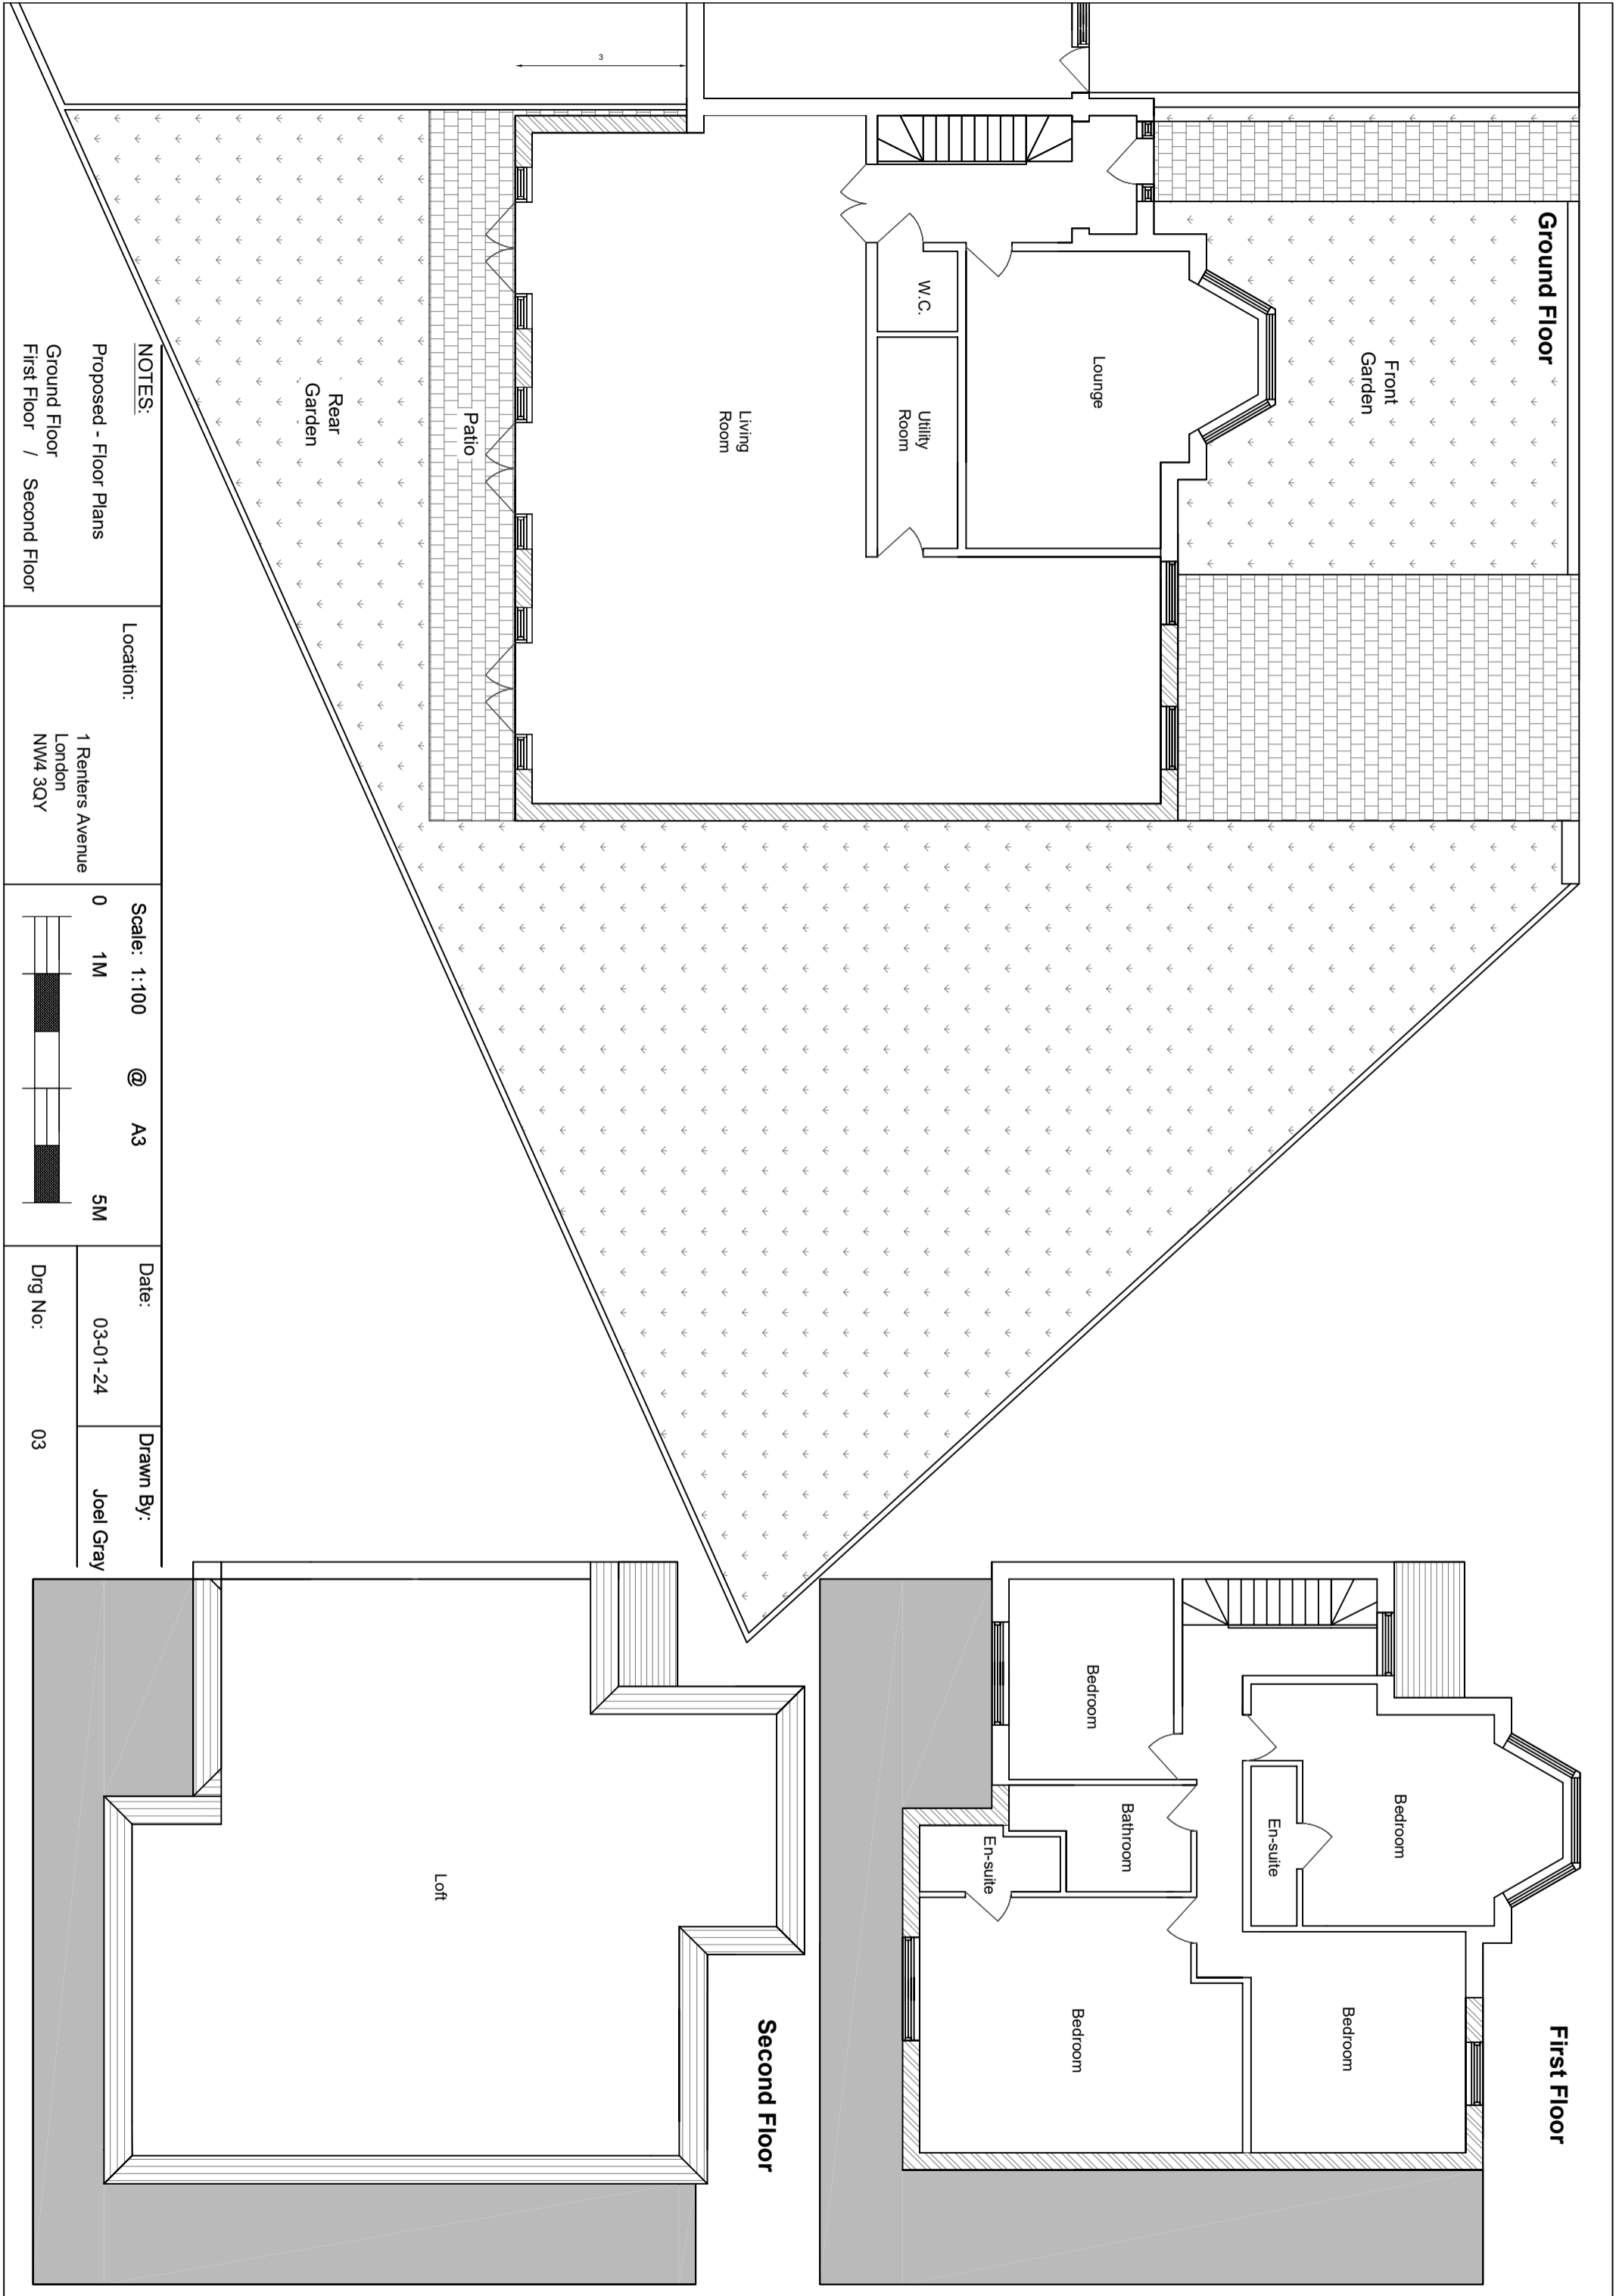 Ground Floor
Front
Garden
Lounge
W.C.
Utility
Room
Living
Room
3
Patio
Rear
Garden
First Floor
Bedroom
En-suite
Bedroom
Bedroom
Bathroom
En-suite
Bedroom
Second Floor
Loft
NOTES:
Proposed - Floor Plans
Ground Floor
First Floor / Second Floor
Location:
1 Renters Avenue
London
NW4 3QY
Scale: 1:100 @ A3
0 1M 5M
Date:
03-01-24
Drawn By:
Joel Gray
Drg No: 03